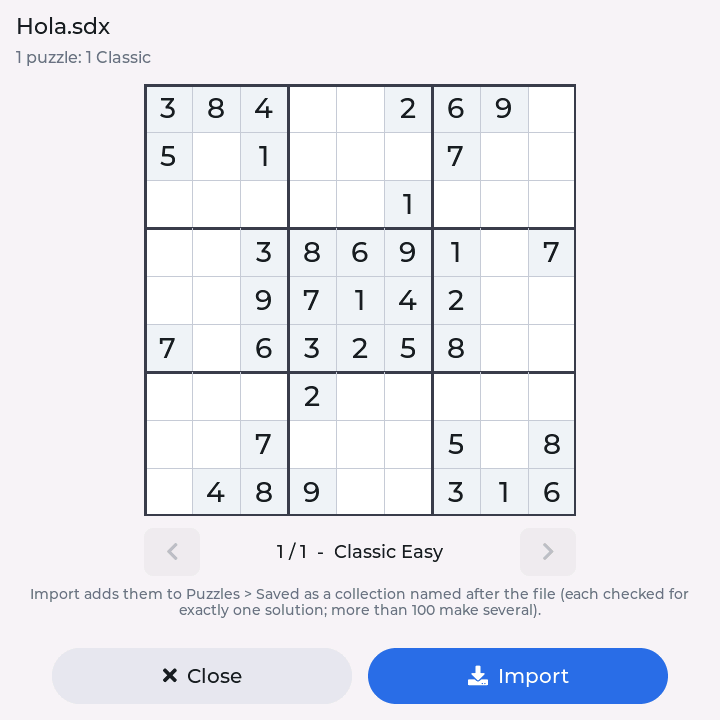 Hola.sdx
1 puzzle: 1 Classic
3 8 4 2 6 9
5 1 7
1
3 8 6 9 1 7
9 7 1 4 2
7 6 3 2 5 8
2
7 5 8
4 8 9 3 1 6
1 / 1 - Classic Easy
Import adds them to Puzzles > Saved as a collection named after the file (each checked for
exactly one solution; more than 100 make several).
Close Import